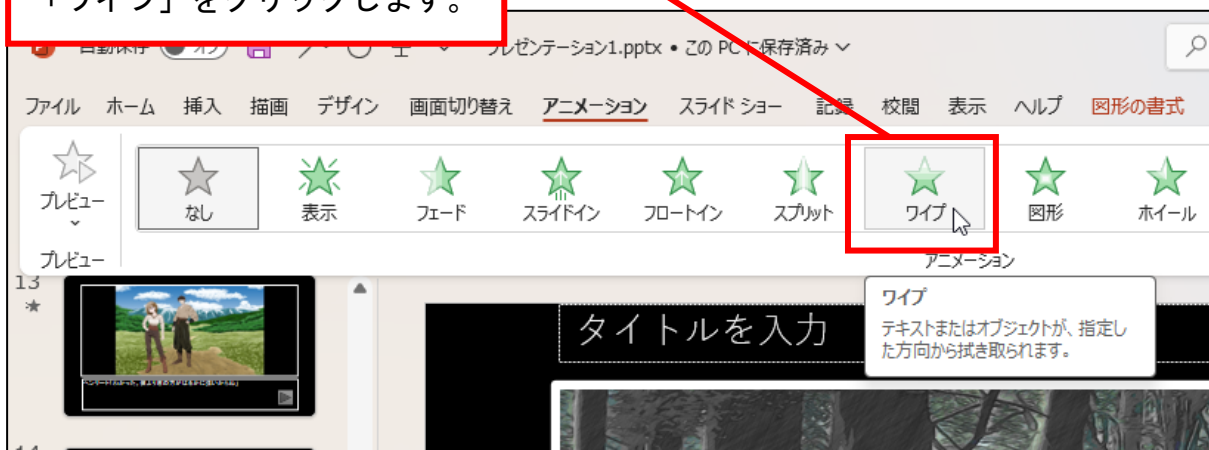 「ワイプ」をクリックします。
プレゼンテーション1.pptx • この PC に保存済み
ファイル ホーム 挿入 描画 デザイン 画面切り替え アニメーション スライド ショー 記録 校閲 表示 ヘルプ 図形の書式
プレビュー なし 表示 フェード スライドイン フロートイン スプリット ワイプ 図形 ホイール
プレビュー アニメーション
13
ワイプ
テキストまたはオブジェクトが、指定し
た方向から拭き取られます。
タイトルを入力